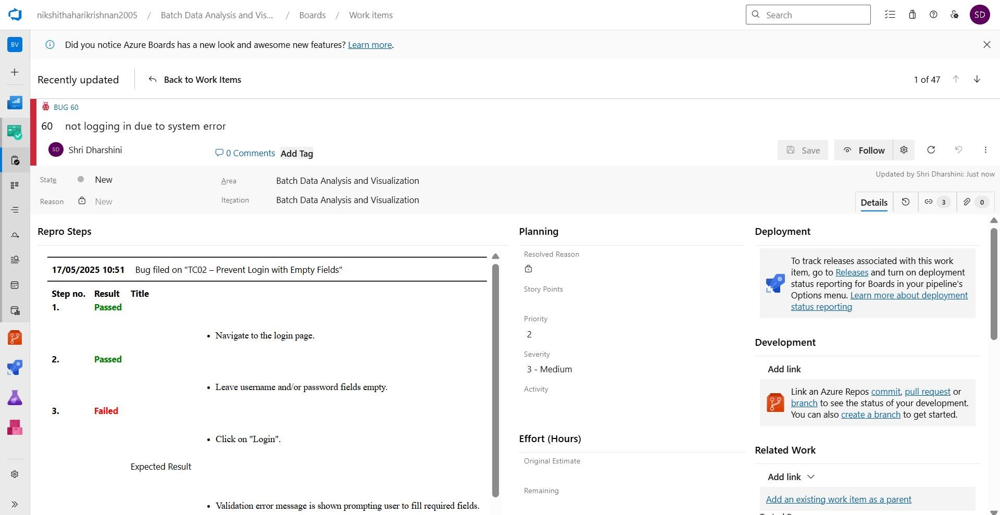 nikshithaharikrishnan2005 / Batch Data Analysis and Vis... / Boards / Work items
Search
SD
BV
Did you notice Azure Boards has a new look and awesome new features? Learn more.
Recently updated
Back to Work Items
1 of 47
BUG 60
60 not logging in due to system error
SD Shri Dharshini
0 Comments
Add Tag
Save
Follow
State New
Area Batch Data Analysis and Visualization
Updated by Shri Dharshini: Just now
Reason New
Iteration Batch Data Analysis and Visualization
Details
3
0
Repro Steps
17/05/2025 10:51 Bug filed on "TC02 – Prevent Login with Empty Fields"
Step no. Result Title
1. Passed
• Navigate to the login page.
2. Passed
• Leave username and/or password fields empty.
3. Failed
• Click on "Login".
Expected Result
• Validation error message is shown prompting user to fill required fields.
Planning
Resolved Reason
Story Points
Priority
2
Severity
3 - Medium
Activity
Effort (Hours)
Original Estimate
Remaining
Deployment
To track releases associated with this work
item, go to Releases and turn on deployment
status reporting for Boards in your pipeline's
Options menu. Learn more about deployment
status reporting
Development
Add link
Link an Azure Repos commit, pull request or
branch to see the status of your development.
You can also create a branch to get started.
Related Work
Add link
Add an existing work item as a parent